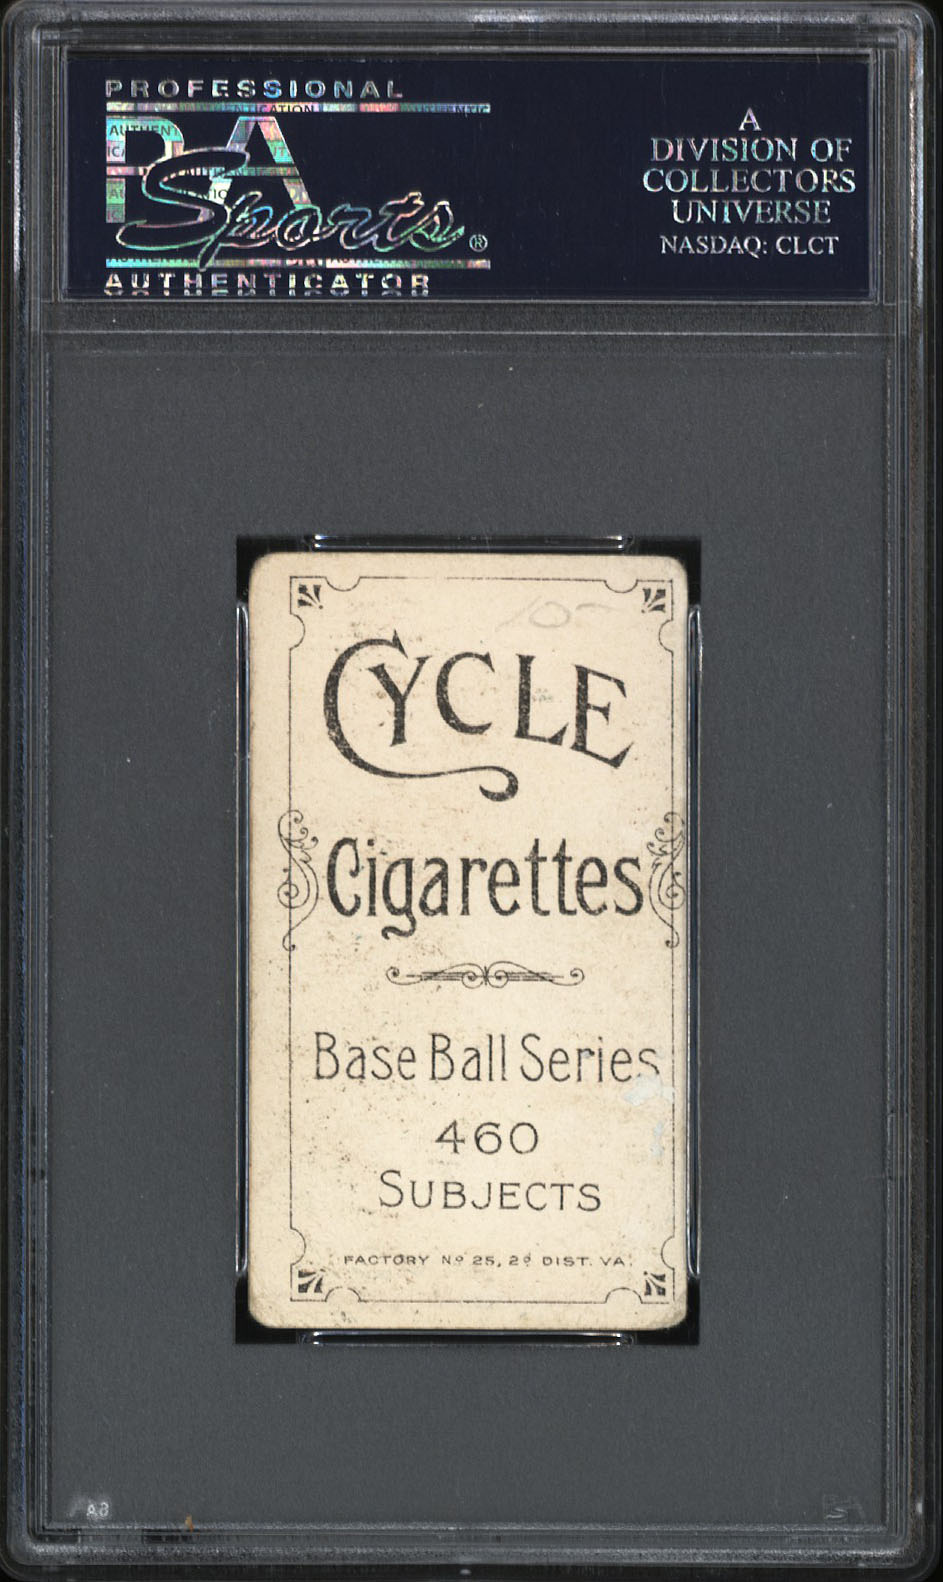 PROFESSIONAL
PSA
Sports®
AUTHENTICATOR
A
DIVISION OF
COLLECTORS
UNIVERSE
NASDAQ: CLCT
10-
CYCLE
Cigarettes
Base Ball Series
460
SUBJECTS
FACTORY Nº 25, 2ᵈ DIST. VA.